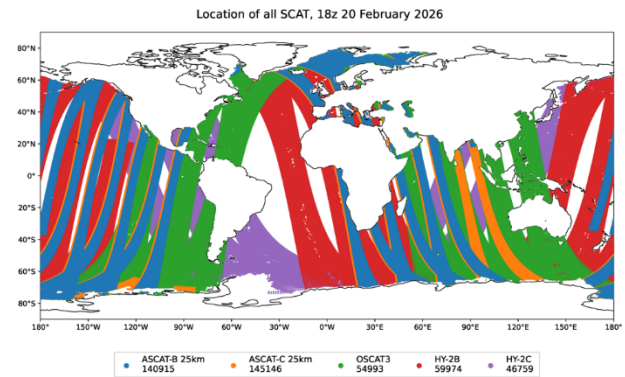 Location of all SCAT, 18z 20 February 2026
80°N
60°N
40°N
20°N
0°
20°S
40°S
60°S
80°S
180° 150°W 120°W 90°W 60°W 30°W 0°W 30°E 60°E 90°E 120°E 150°E 180°
ASCAT-B 25km ASCAT-C 25km OSCAT3 HY-2B HY-2C
140915 145146 54993 59974 46759